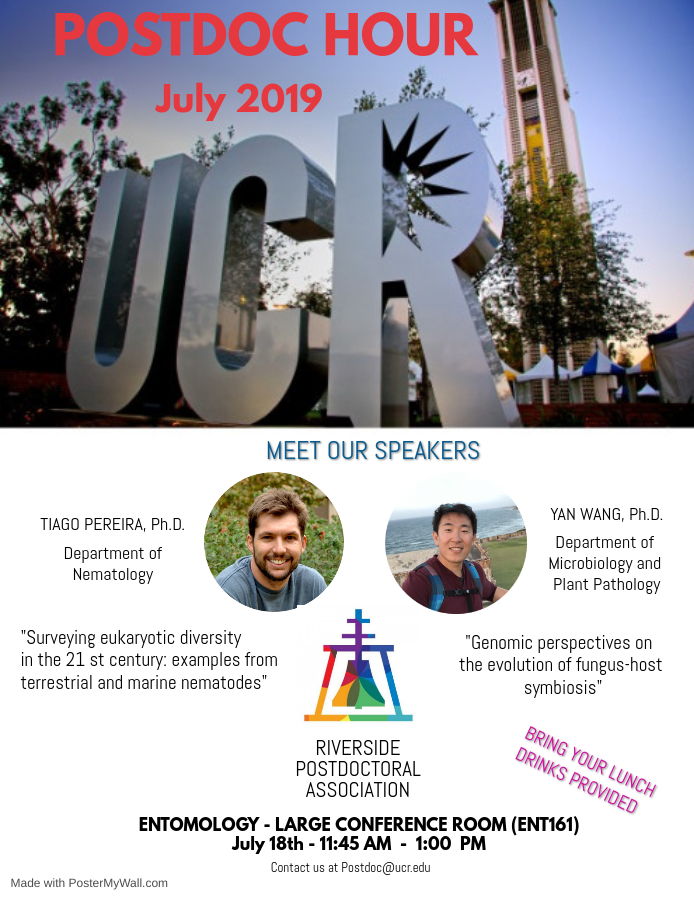 POSTDOC HOUR
July 2019
UCR
MEET OUR SPEAKERS
TIAGO PEREIRA, Ph.D.
Department of
Nematology
YAN WANG, Ph.D.
Department of
Microbiology and
Plant Pathology
"Surveying eukaryotic diversity
in the 21 st century: examples from
terrestrial and marine nematodes"
"Genomic perspectives on
the evolution of fungus-host
symbiosis"
RIVERSIDE
POSTDOCTORAL
ASSOCIATION
BRING YOUR LUNCH
DRINKS PROVIDED
ENTOMOLOGY - LARGE CONFERENCE ROOM (ENT161)
July 18th - 11:45 AM - 1:00 PM
Contact us at Postdoc@ucr.edu
Made with PosterMyWall.com